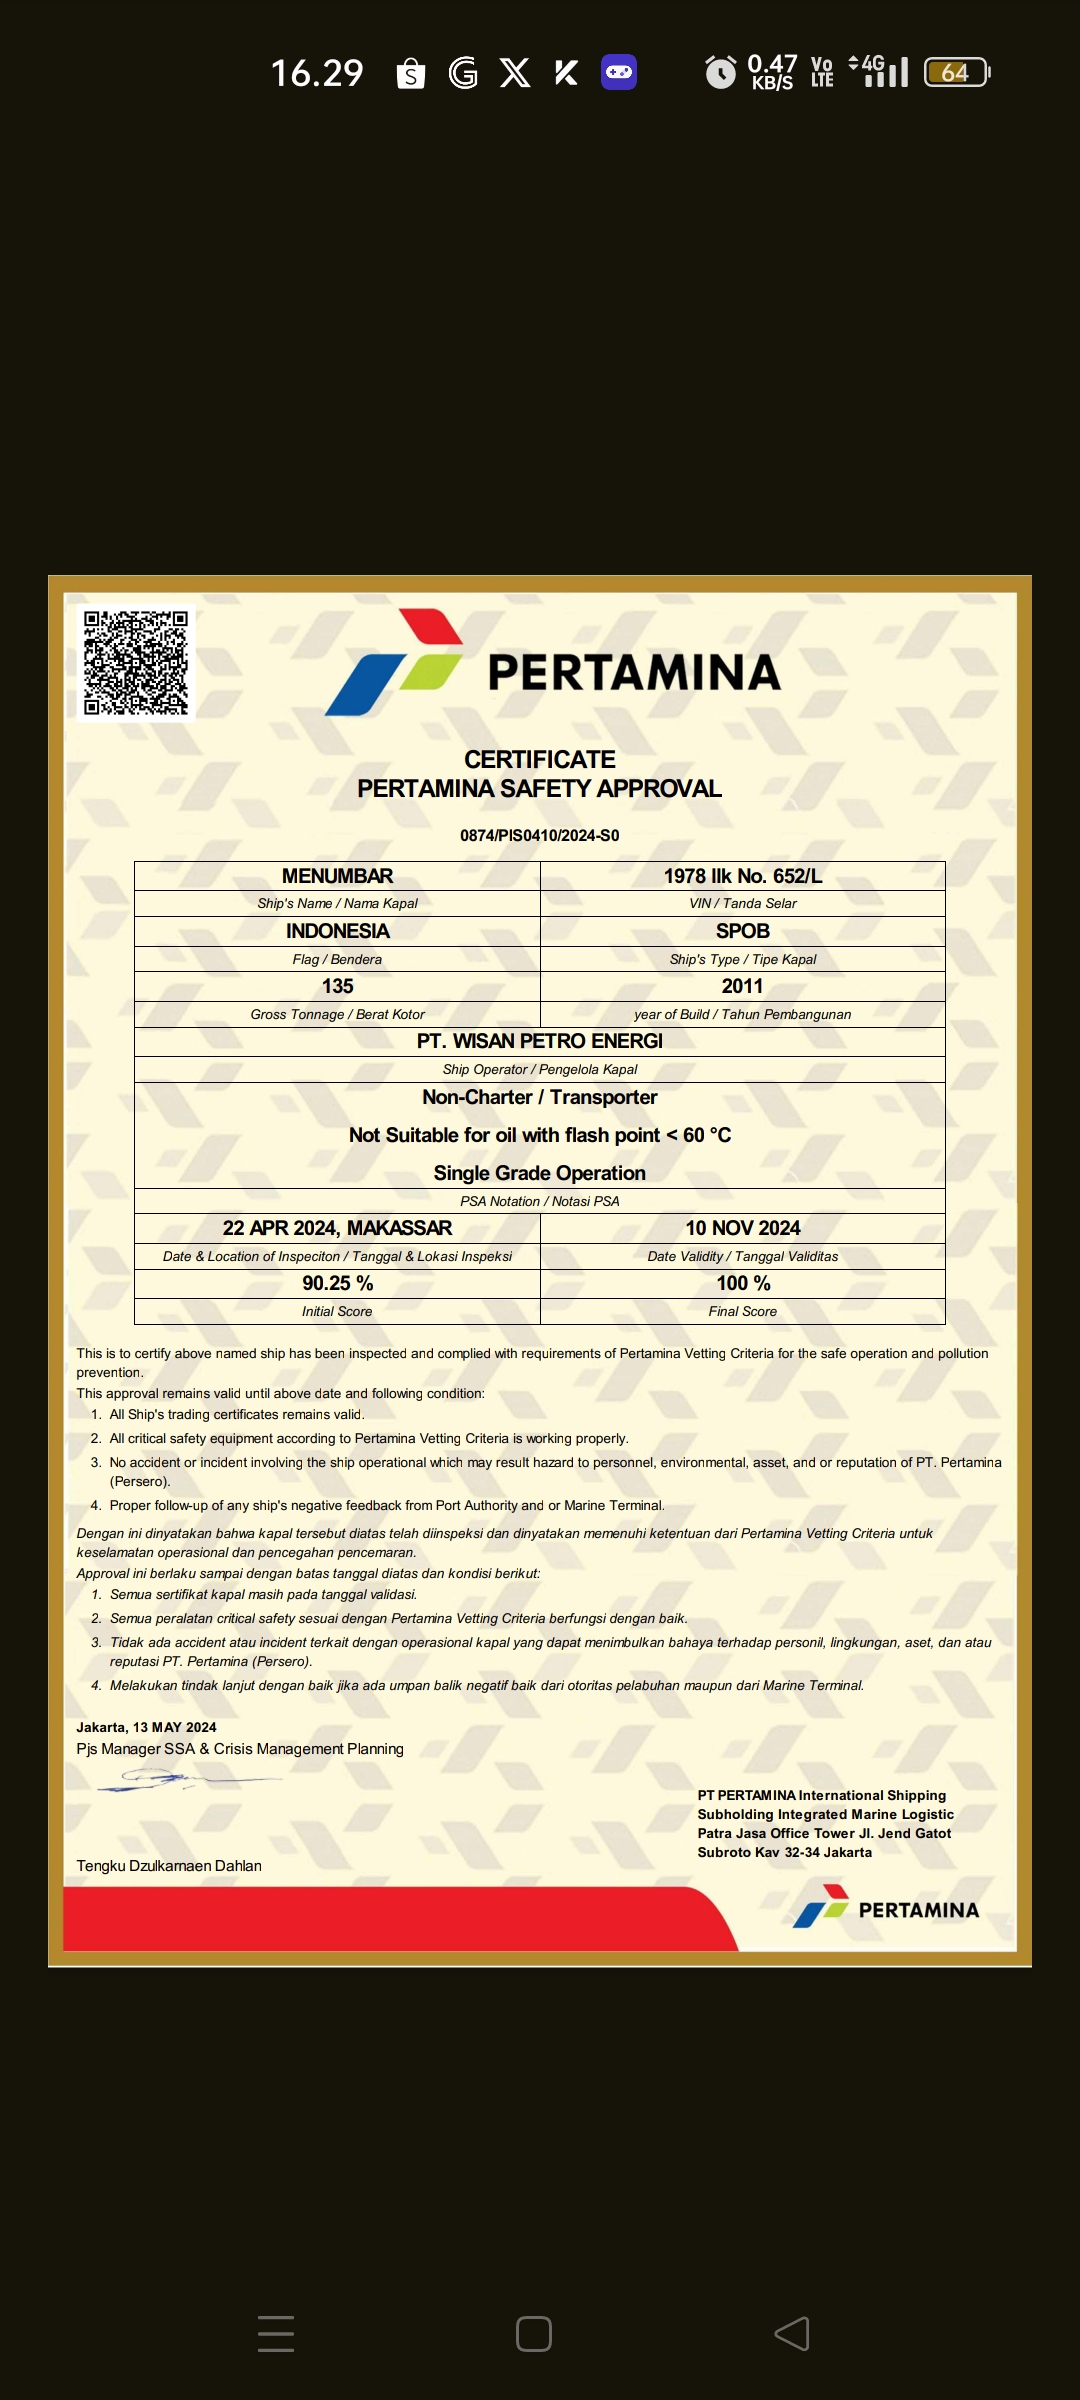 16.29
0.47
KB/S
Vo
LTE
4G
64
PERTAMINA
CERTIFICATE
PERTAMINA SAFETY APPROVAL
0874/PIS0410/2024-S0
MENUMBAR 1978 IIk No. 652/L
Ship's Name / Nama Kapal VIN / Tanda Selar
INDONESIA SPOB
Flag / Bendera Ship's Type / Tipe Kapal
135 2011
Gross Tonnage / Berat Kotor year of Build / Tahun Pembangunan
PT. WISAN PETRO ENERGI
Ship Operator / Pengelola Kapal
Non-Charter / Transporter
Not Suitable for oil with flash point < 60 °C
Single Grade Operation
PSA Notation / Notasi PSA
22 APR 2024, MAKASSAR 10 NOV 2024
Date & Location of Inspeciton / Tanggal & Lokasi Inspeksi Date Validity / Tanggal Validitas
90.25 % 100 %
Initial Score Final Score
This is to certify above named ship has been inspected and complied with requirements of Pertamina Vetting Criteria for the safe operation and pollution
prevention.
This approval remains valid until above date and following condition:
1. All Ship's trading certificates remains valid.
2. All critical safety equipment according to Pertamina Vetting Criteria is working properly.
3. No accident or incident involving the ship operational which may result hazard to personnel, environmental, asset, and or reputation of PT. Pertamina
(Persero).
4. Proper follow-up of any ship's negative feedback from Port Authority and or Marine Terminal.
Dengan ini dinyatakan bahwa kapal tersebut diatas telah diinspeksi dan dinyatakan memenuhi ketentuan dari Pertamina Vetting Criteria untuk
keselamatan operasional dan pencegahan pencemaran.
Approval ini berlaku sampai dengan batas tanggal diatas dan kondisi berikut:
1. Semua sertifikat kapal masih pada tanggal validasi.
2. Semua peralatan critical safety sesuai dengan Pertamina Vetting Criteria berfungsi dengan baik.
3. Tidak ada accident atau incident terkait dengan operasional kapal yang dapat menimbulkan bahaya terhadap personil, lingkungan, aset, dan atau
reputasi PT. Pertamina (Persero).
4. Melakukan tindak lanjut dengan baik jika ada umpan balik negatif baik dari otoritas pelabuhan maupun dari Marine Terminal.
Jakarta, 13 MAY 2024
Pjs Manager SSA & Crisis Management Planning
Tengku Dzulkarnaen Dahlan
PT PERTAMINA International Shipping
Subholding Integrated Marine Logistic
Patra Jasa Office Tower Jl. Jend Gatot
Subroto Kav 32-34 Jakarta
PERTAMINA